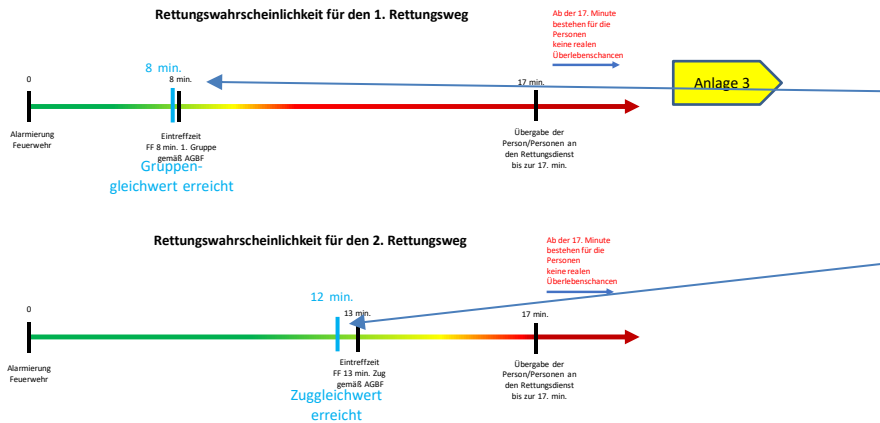 Rettungswahrscheinlichkeit für den 1. Rettungsweg
Ab der 17. Minute
bestehen für die
Personen
keine realen
Überlebenschancen
8 min.
0
8 min.
17 min.
Anlage 3
Alarmierung
Feuerwehr
Eintreffzeit
FF 8 min. 1. Gruppe
gemäß AGBF
Gruppen-
gleichwert erreicht
Übergabe der
Person/Personen an
den Rettungsdienst
bis zur 17. min.
Rettungswahrscheinlichkeit für den 2. Rettungsweg
Ab der 17. Minute
bestehen für die
Personen
keine realen
Überlebenschancen
12 min.
0
13 min.
17 min.
Alarmierung
Feuerwehr
Eintreffzeit
FF 13 min. Zug
gemäß AGBF
Zuggleichwert
erreicht
Übergabe der
Person/Personen an
den Rettungsdienst
bis zur 17. min.